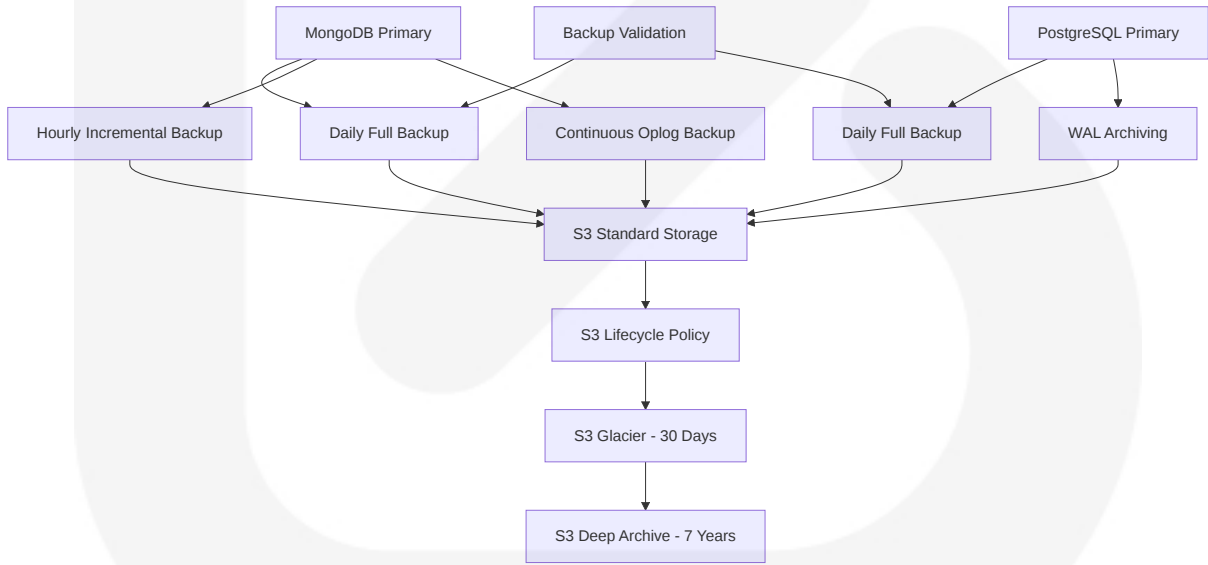 MongoDB Primary
Backup Validation
PostgreSQL Primary
Hourly Incremental Backup
Daily Full Backup
Continuous Oplog Backup
Daily Full Backup
WAL Archiving
S3 Standard Storage
S3 Lifecycle Policy
S3 Glacier - 30 Days
S3 Deep Archive - 7 Years